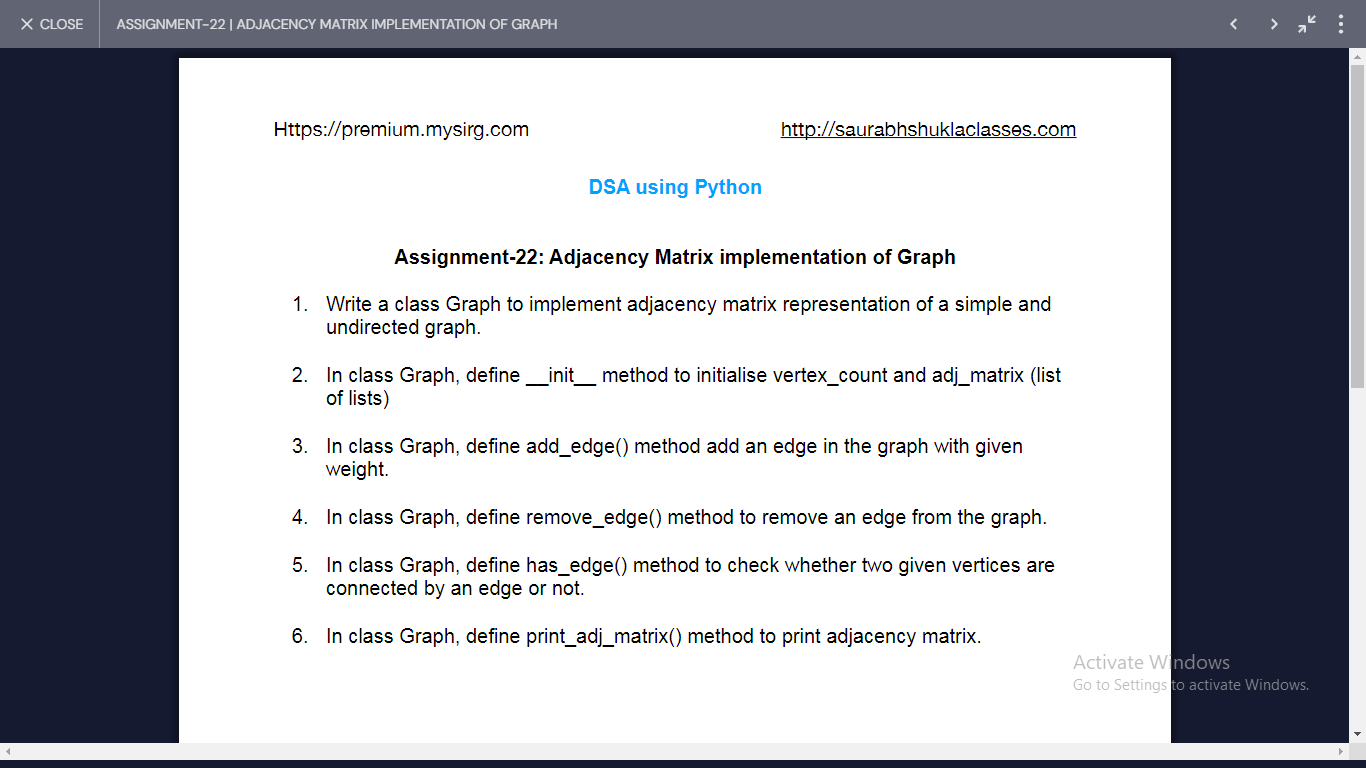 CLOSE
ASSIGNMENT-22 | ADJACENCY MATRIX IMPLEMENTATION OF GRAPH
Https://premium.mysirg.com
http://saurabhshuklaclasses.com
DSA using Python
Assignment-22: Adjacency Matrix implementation of Graph
1. Write a class Graph to implement adjacency matrix representation of a simple and
undirected graph.
2. In class Graph, define __init__ method to initialise vertex_count and adj_matrix (list
of lists)
3. In class Graph, define add_edge() method add an edge in the graph with given
weight.
4. In class Graph, define remove_edge() method to remove an edge from the graph.
5. In class Graph, define has_edge() method to check whether two given vertices are
connected by an edge or not.
6. In class Graph, define print_adj_matrix() method to print adjacency matrix.
Activate Windows
Go to Settings to activate Windows.